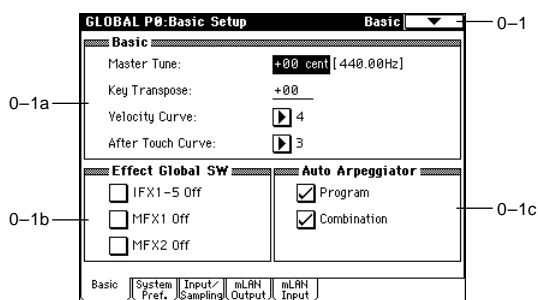 GLOBAL P0:Basic Setup Basic 0–1
Basic
Master Tune: +00 cent [440.00Hz]
Key Transpose: +00
0–1a
Velocity Curve: 4
After Touch Curve: 3
Effect Global SW Auto Arpeggiator
IFX1-5 Off Program
0–1b MFX1 Off Combination 0–1c
MFX2 Off
Basic System Pref. Input/Sampling mLAN Output mLAN Input